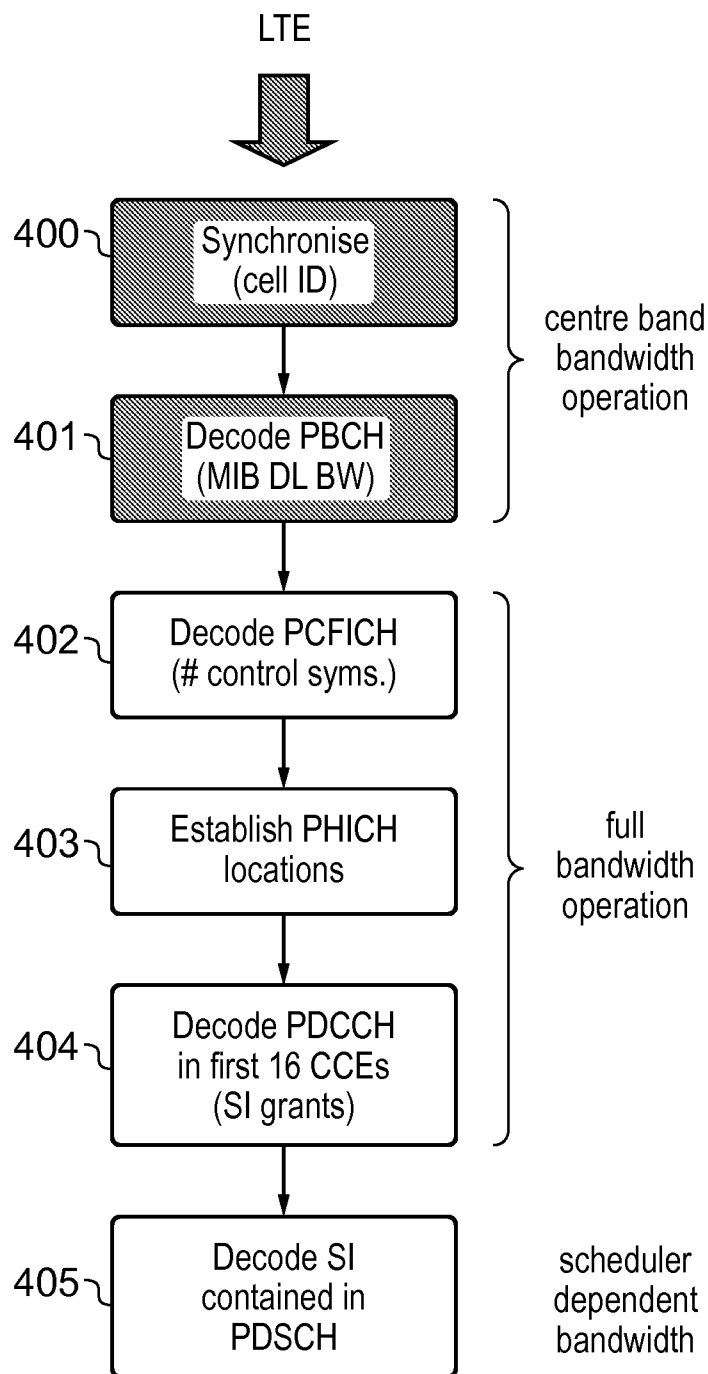 LTE
400
Synchronise
(cell ID)
centre band
bandwidth
operation
401
Decode PBCH
(MIB DL BW)
402
Decode PCFICH
(# control syms.)
403
Establish PHICH
locations
full
bandwidth
operation
404
Decode PDCCH
in first 16 CCEs
(SI grants)
405
Decode SI
contained in
PDSCH
scheduler
dependent
bandwidth